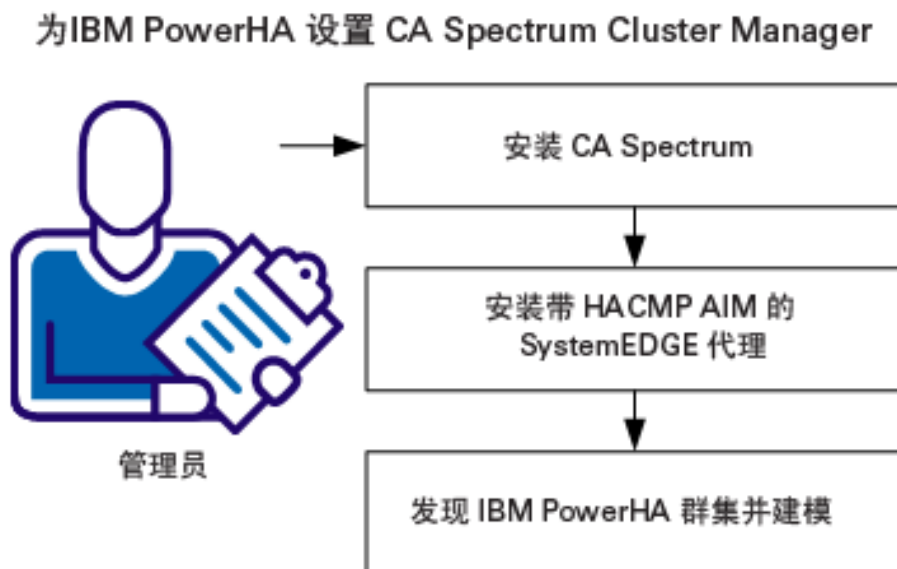 为IBM PowerHA 设置 CA Spectrum Cluster Manager
安装 CA Spectrum
安装带 HACMP AIM 的
SystemEDGE 代理
管理员
发现 IBM PowerHA 群集并建模